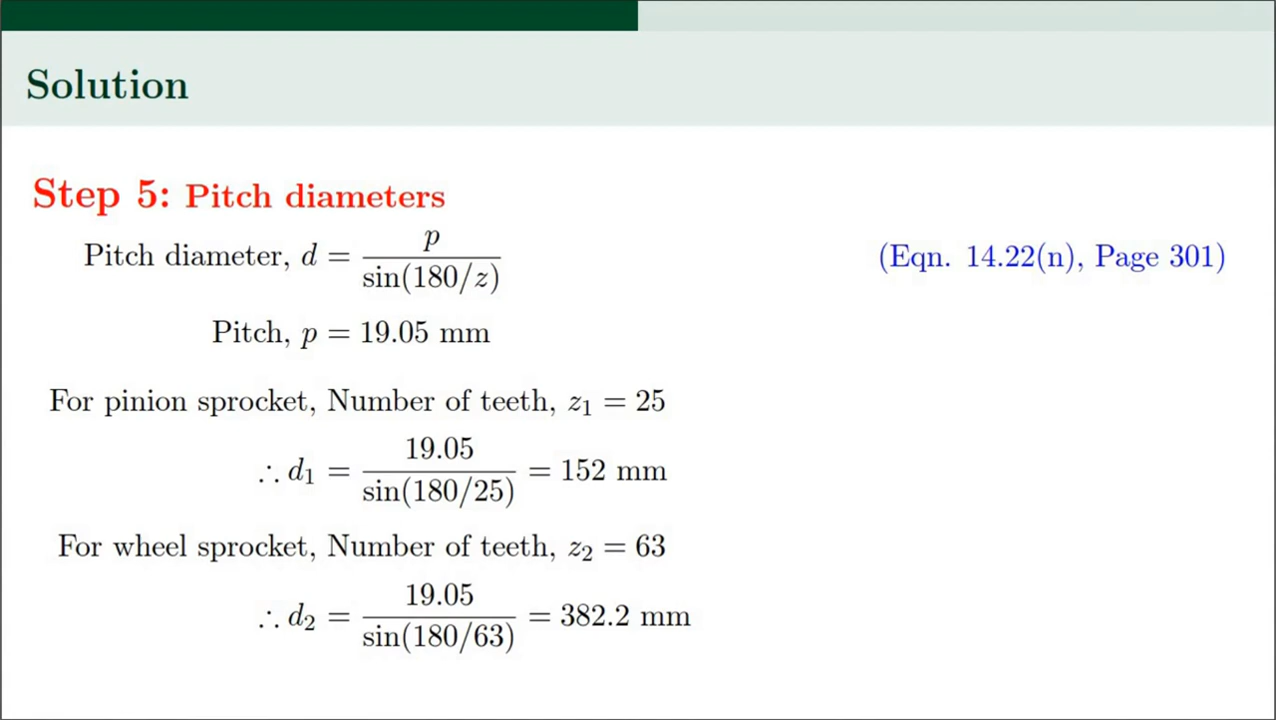 Solution
Step 5: Pitch diameters
Pitch diameter, d = p / sin(180/z) (Eqn. 14.22(n), Page 301)
Pitch, p = 19.05 mm
For pinion sprocket, Number of teeth, z₁ = 25
∴ d₁ = 19.05 / sin(180/25) = 152 mm
For wheel sprocket, Number of teeth, z₂ = 63
∴ d₂ = 19.05 / sin(180/63) = 382.2 mm